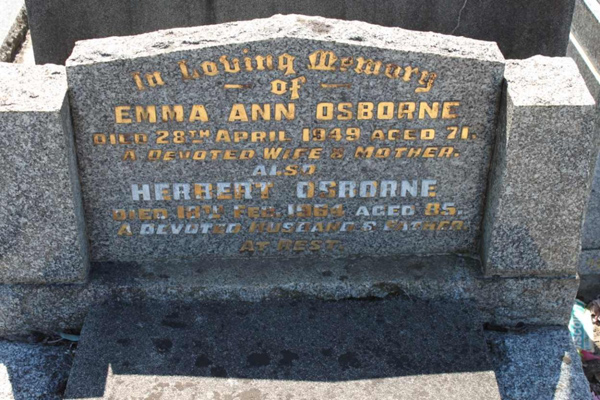 In Loving Memory
of
EMMA ANN OSBORNE
DIED 28TH APRIL 1949 AGED 71.
A DEVOTED WIFE & MOTHER.
ALSO
HERBERT OSBORNE
DIED FEB. 1964 AGED 85.
A DEVOTED HUSBAND & FATHER.
AT REST